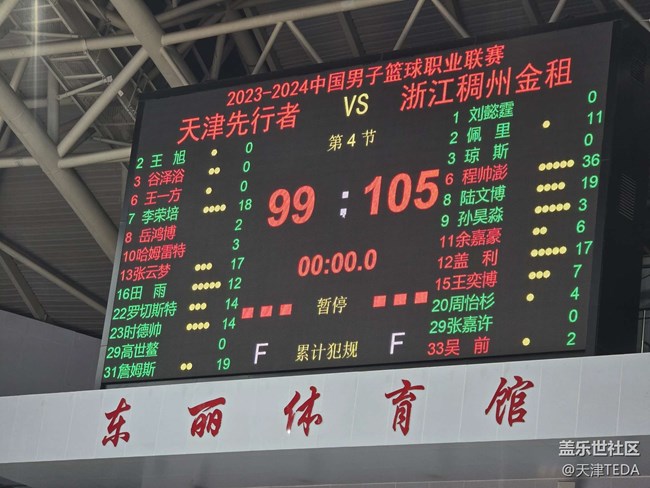 2023-2024中国男子篮球职业联赛
天津先行者 VS 浙江稠州金租
第4节
99 : 105
00:00.0
暂停
F 累计犯规 F
2 王 旭 0
3 谷泽浴 0
6 王一方 0
7 李荣培 18
8 岳鸿博 2
10 哈姆雷特 3
13 张云梦 17
16 田 雨 12
22 罗切斯特 14
23 时德帅 14
29 高世鳌 0
31 詹姆斯 19
1 刘懿霆 0
2 佩 里 11
3 琼 斯 0
6 程帅澎 36
8 陆文博 19
9 孙昊淼 3
11 余嘉豪 6
12 盖 利 17
15 王奕博 7
20 周怡杉 4
29 张嘉许 0
33 吴 前 2
东丽体育馆
盖乐世社区
@天津TEDA